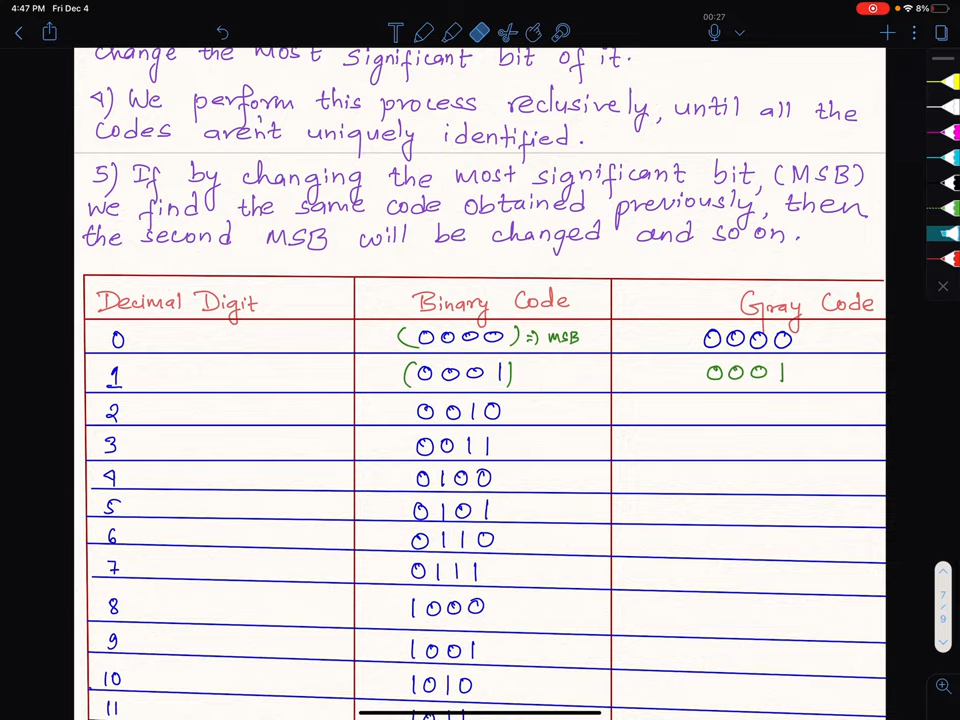 4:47 PM Fri Dec 4
00:27
8%
change the most significant bit of it.
4) We perform this process reclusively, until all the
codes aren't uniquely identified.
5) If by changing the most significant bit, (MSB)
we find the same code obtained previously, then
the second MSB will be changed and so on.
Decimal Digit Binary Code Gray Code
0 (0000) => MSB 0000
1 (0001) 0001
2 0010
3 0011
4 0100
5 0101
6 0110
7 0111
8 1000
9 1001
10 1010
11 1011
7 / 9